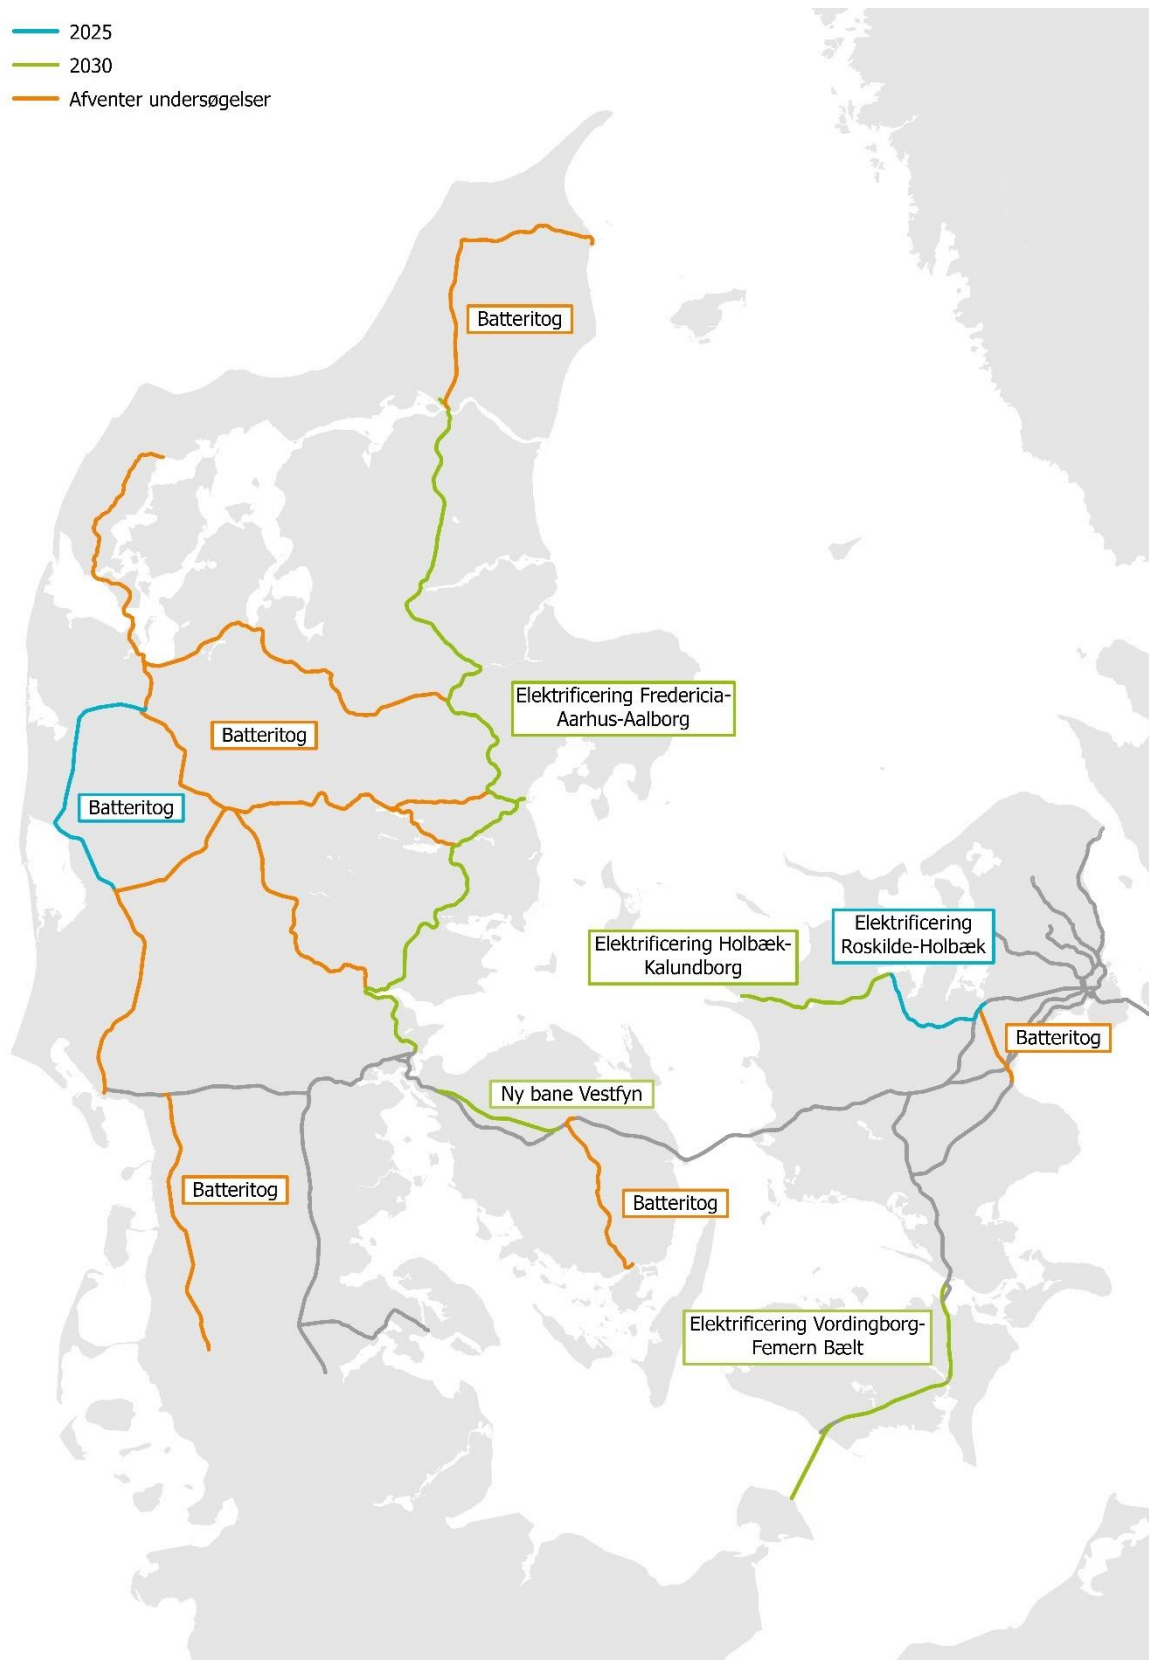 2025
2030
Afventer undersøgelser
Batteritog
Elektrificering Fredericia-
Aarhus-Aalborg
Batteritog
Batteritog
Elektrificering
Roskilde-Holbæk
Elektrificering Holbæk-
Kalundborg
Batteritog
Ny bane Vestfyn
Batteritog
Batteritog
Elektrificering Vordingborg-
Femern Bælt